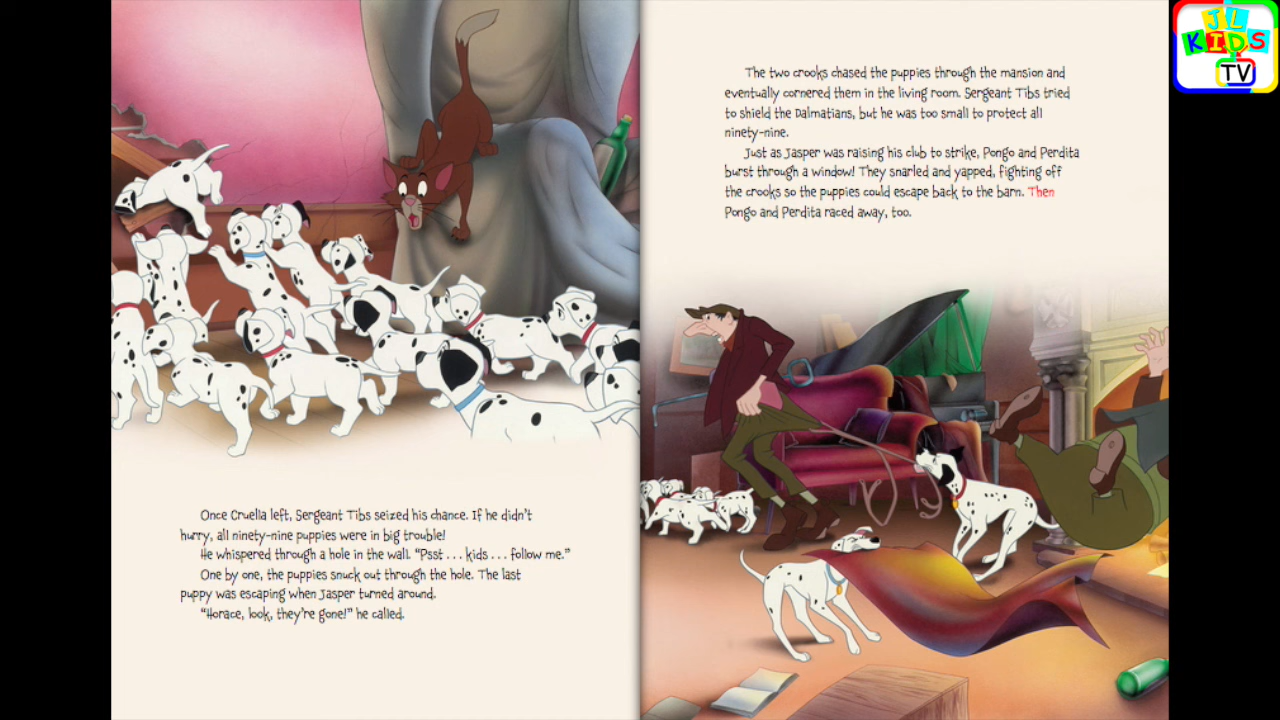 Once Cruella left, Sergeant Tibs seized his chance. If he didn't
hurry, all ninety-nine puppies were in big trouble!
He whispered through a hole in the wall. "Psst . . . kids . . . follow me."
One by one, the puppies snuck out through the hole. The last
puppy was escaping when Jasper turned around.
"Horace, look, they're gone!" he called.
The two crooks chased the puppies through the mansion and
eventually cornered them in the living room. Sergeant Tibs tried
to shield the Dalmatians, but he was too small to protect all
ninety-nine.
Just as Jasper was raising his club to strike, Pongo and Perdita
burst through a window! They snarled and yapped, fighting off
the crooks so the puppies could escape back to the barn. Then
Pongo and Perdita raced away, too.
JL
KIDS
TV